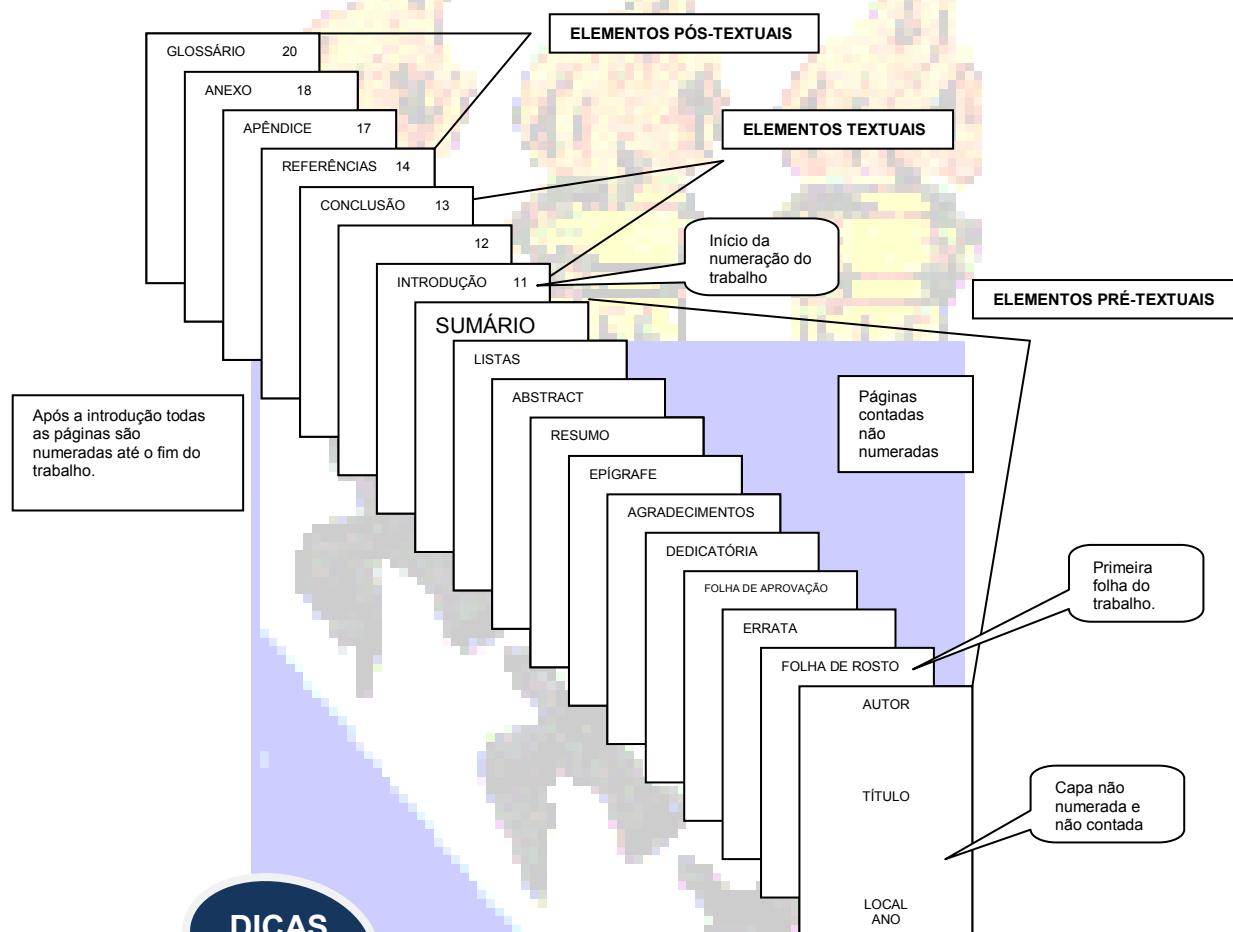 ELEMENTOS PÓS-TEXTUAIS
GLOSSÁRIO 20
ANEXO 18
APÊNDICE 17
ELEMENTOS TEXTUAIS
REFERÊNCIAS 14
CONCLUSÃO 13
12
Início da
numeração do
trabalho
INTRODUÇÃO 11
ELEMENTOS PRÉ-TEXTUAIS
SUMÁRIO
LISTAS
ABSTRACT
Páginas
contadas
não
numeradas
Após a introdução todas
as páginas são
numeradas até o fim do
trabalho.
RESUMO
EPÍGRAFE
AGRADECIMENTOS
DEDICATÓRIA
FOLHA DE APROVAÇÃO
Primeira
folha do
trabalho.
ERRATA
FOLHA DE ROSTO
AUTOR
TÍTULO
Capa não
numerada e
não contada
LOCAL
ANO
DICAS